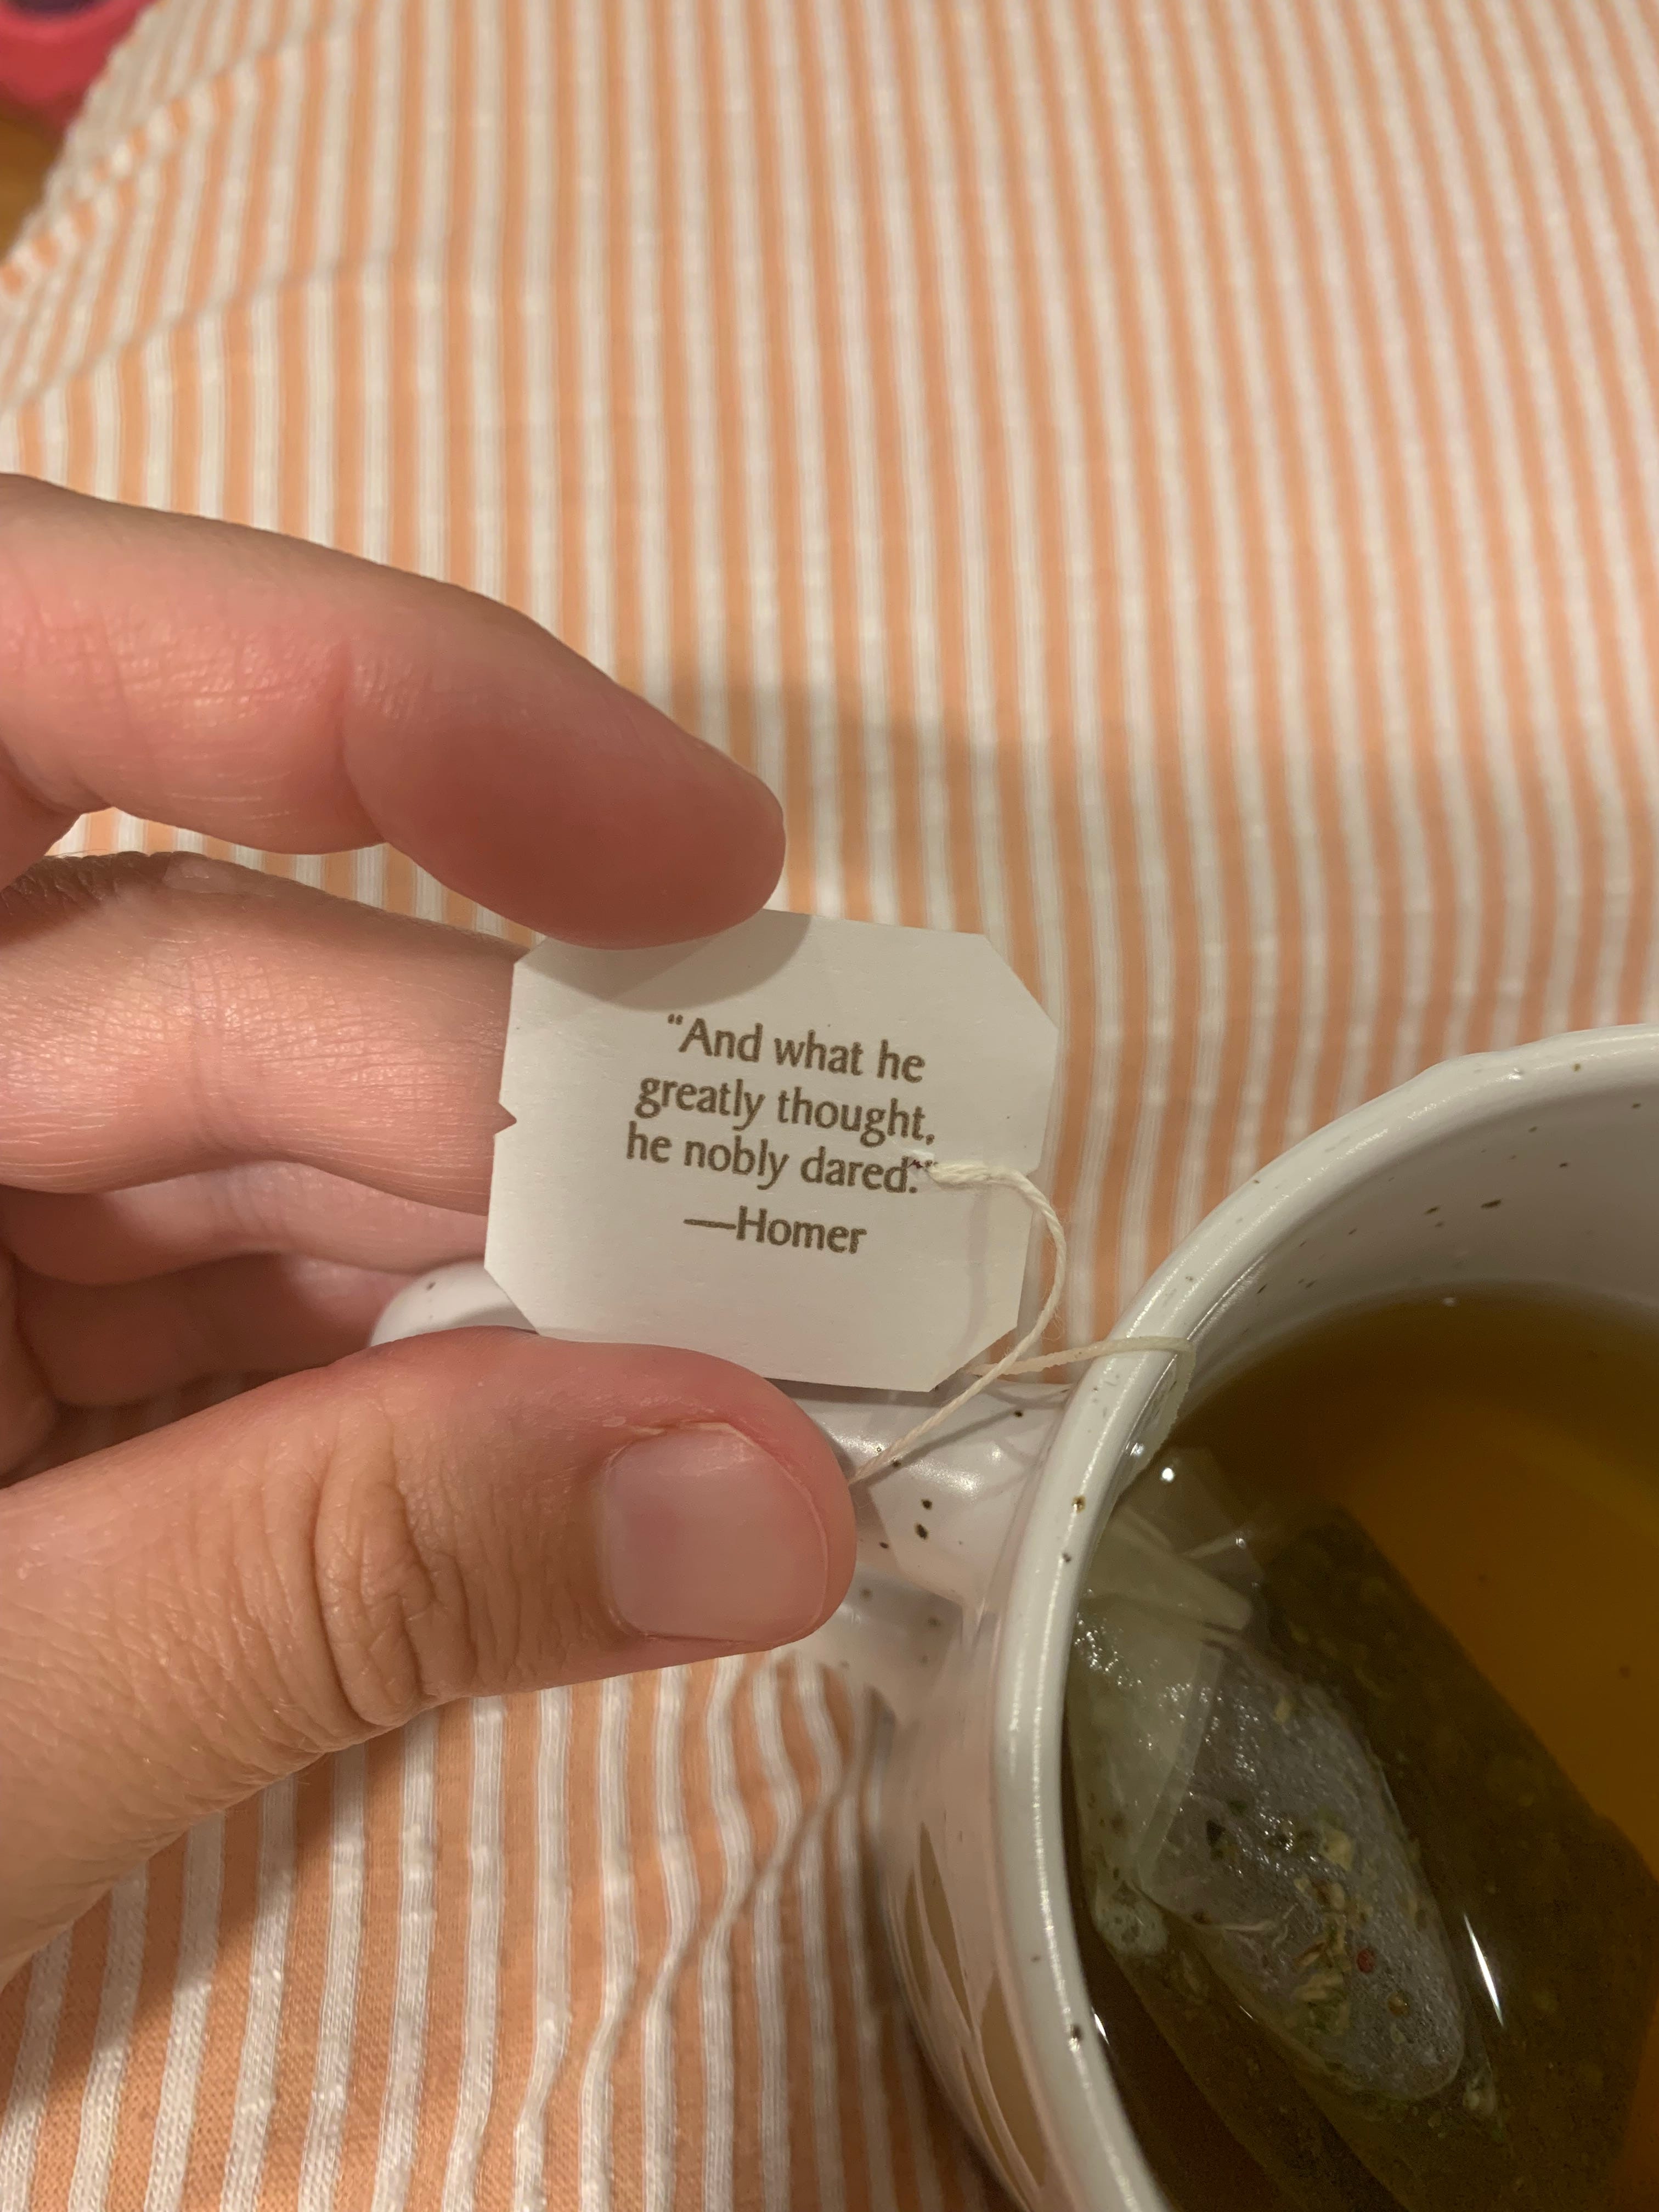 “And what he
greatly thought,
he nobly dared.”
—Homer